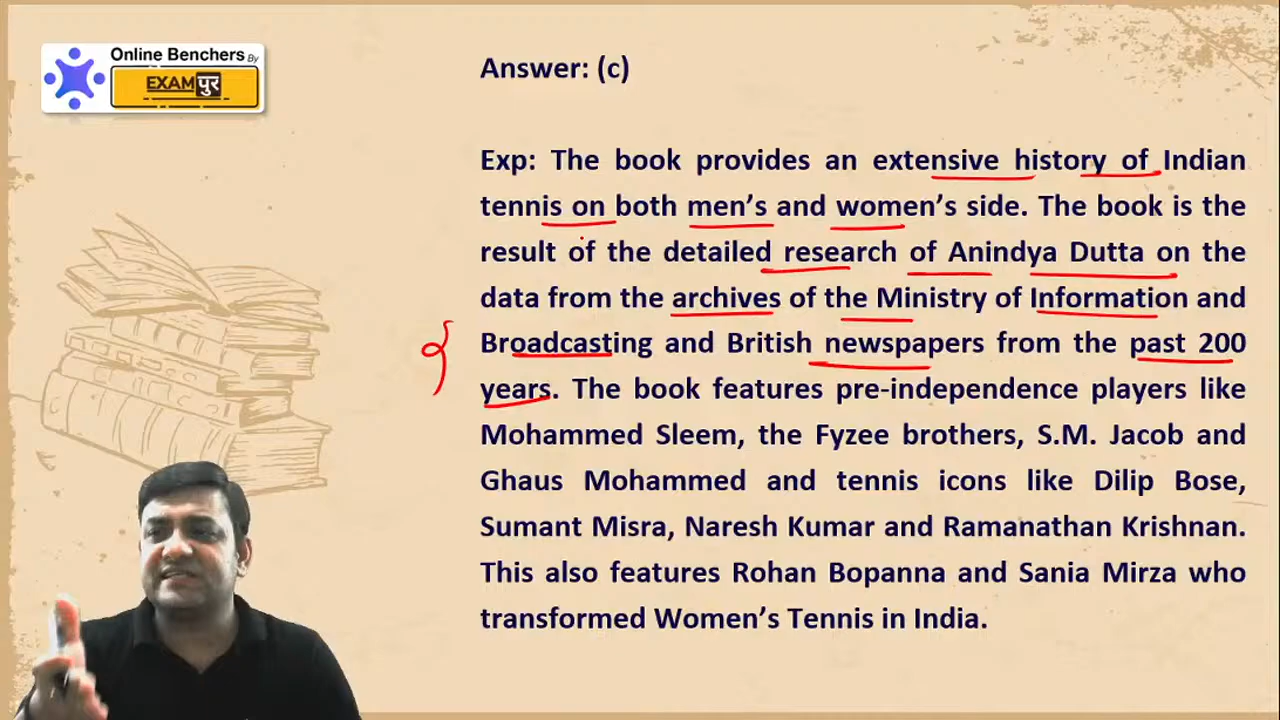 Online Benchers By
EXAMपुर
Answer: (c)
Exp: The book provides an extensive history of Indian
tennis on both men's and women's side. The book is the
result of the detailed research of Anindya Dutta on the
data from the archives of the Ministry of Information and
Broadcasting and British newspapers from the past 200
years. The book features pre-independence players like
Mohammed Sleem, the Fyzee brothers, S.M. Jacob and
Ghaus Mohammed and tennis icons like Dilip Bose,
Sumant Misra, Naresh Kumar and Ramanathan Krishnan.
This also features Rohan Bopanna and Sania Mirza who
transformed Women's Tennis in India.